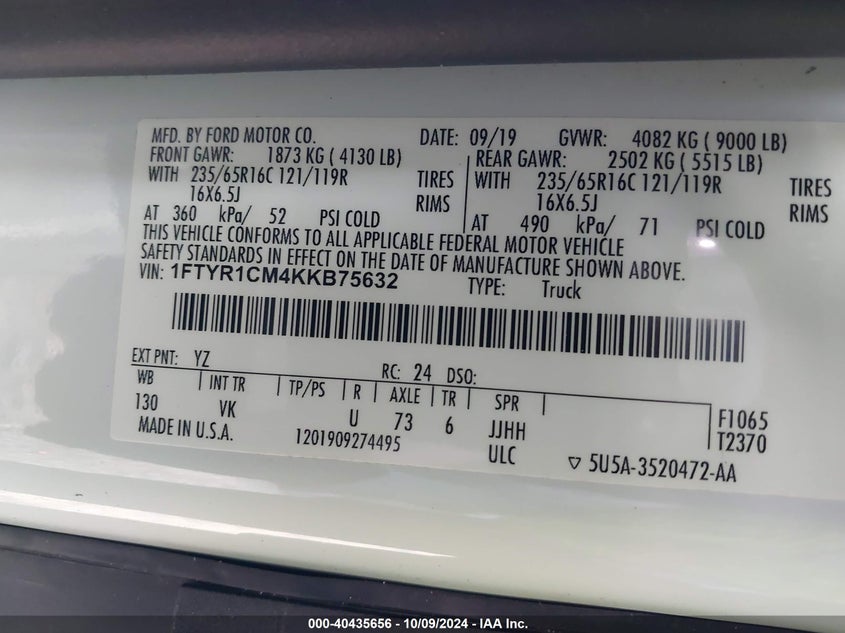 MFD. BY FORD MOTOR CO. DATE: 09/19 GVWR: 4082 KG ( 9000 LB)
FRONT GAWR: 1873 KG ( 4130 LB) REAR GAWR: 2502 KG ( 5515 LB)
WITH 235/65R16C 121/119R TIRES WITH 235/65R16C 121/119R TIRES
16X6.5J RIMS 16X6.5J RIMS
AT 360 kPa/ 52 PSI COLD AT 490 kPa/ 71 PSI COLD
THIS VEHICLE CONFORMS TO ALL APPLICABLE FEDERAL MOTOR VEHICLE
SAFETY STANDARDS IN EFFECT ON THE DATE OF MANUFACTURE SHOWN ABOVE.
VIN: 1FTYR1CM4KKB75632 TYPE: Truck
EXT PNT: YZ RC: 24 DSO:
WB INT TR TP/PS R AXLE TR SPR
130 VK U 73 6 JJHH F1065
MADE IN U.S.A. 1201909274495 ULC T2370
5U5A-3520472-AA
000-40435656 - 10/09/2024 - IAA Inc.